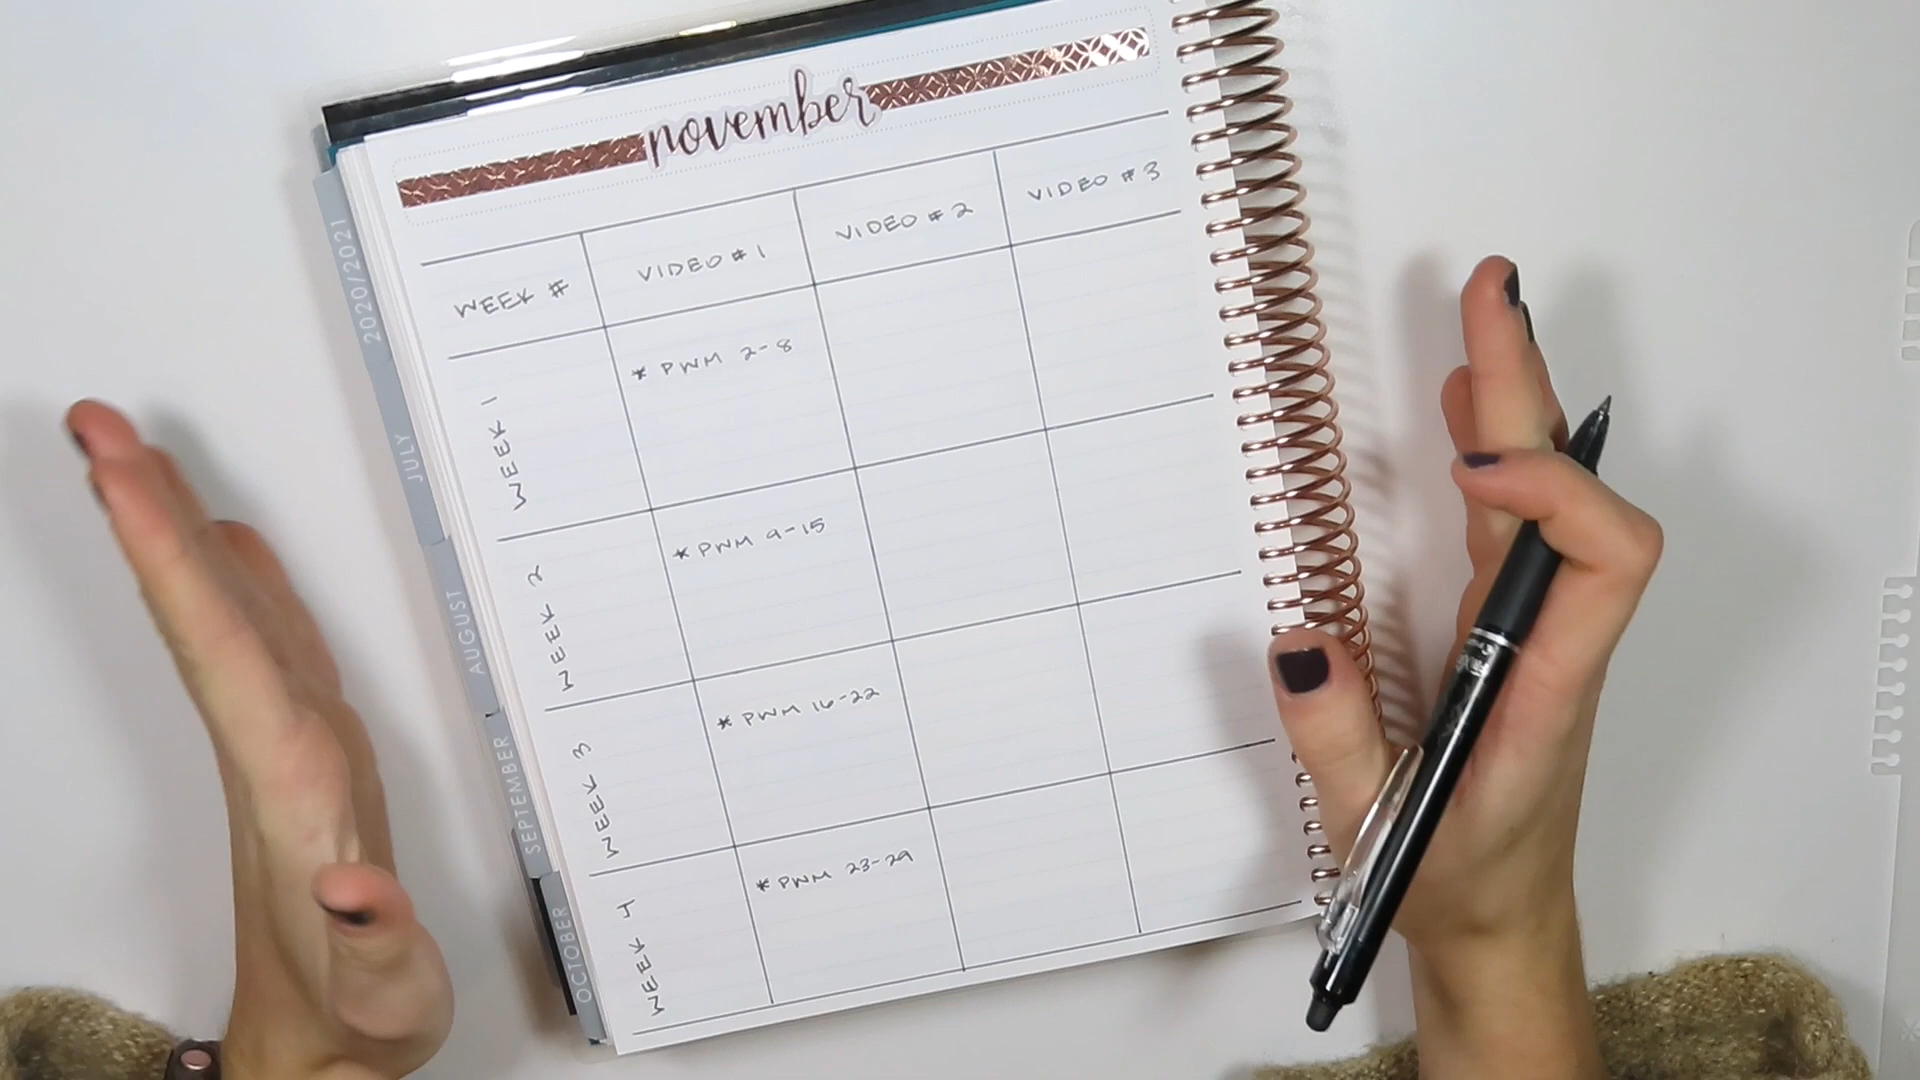 november
WEEK #
VIDEO #1
VIDEO #2
VIDEO #3
WEEK 1
* PWM 2-8
WEEK 2
* PWM 9-15
WEEK 3
* PWM 16-22
WEEK 4
* PWM 23-29
2020/2021
JULY
AUGUST
SEPTEMBER
OCTOBER